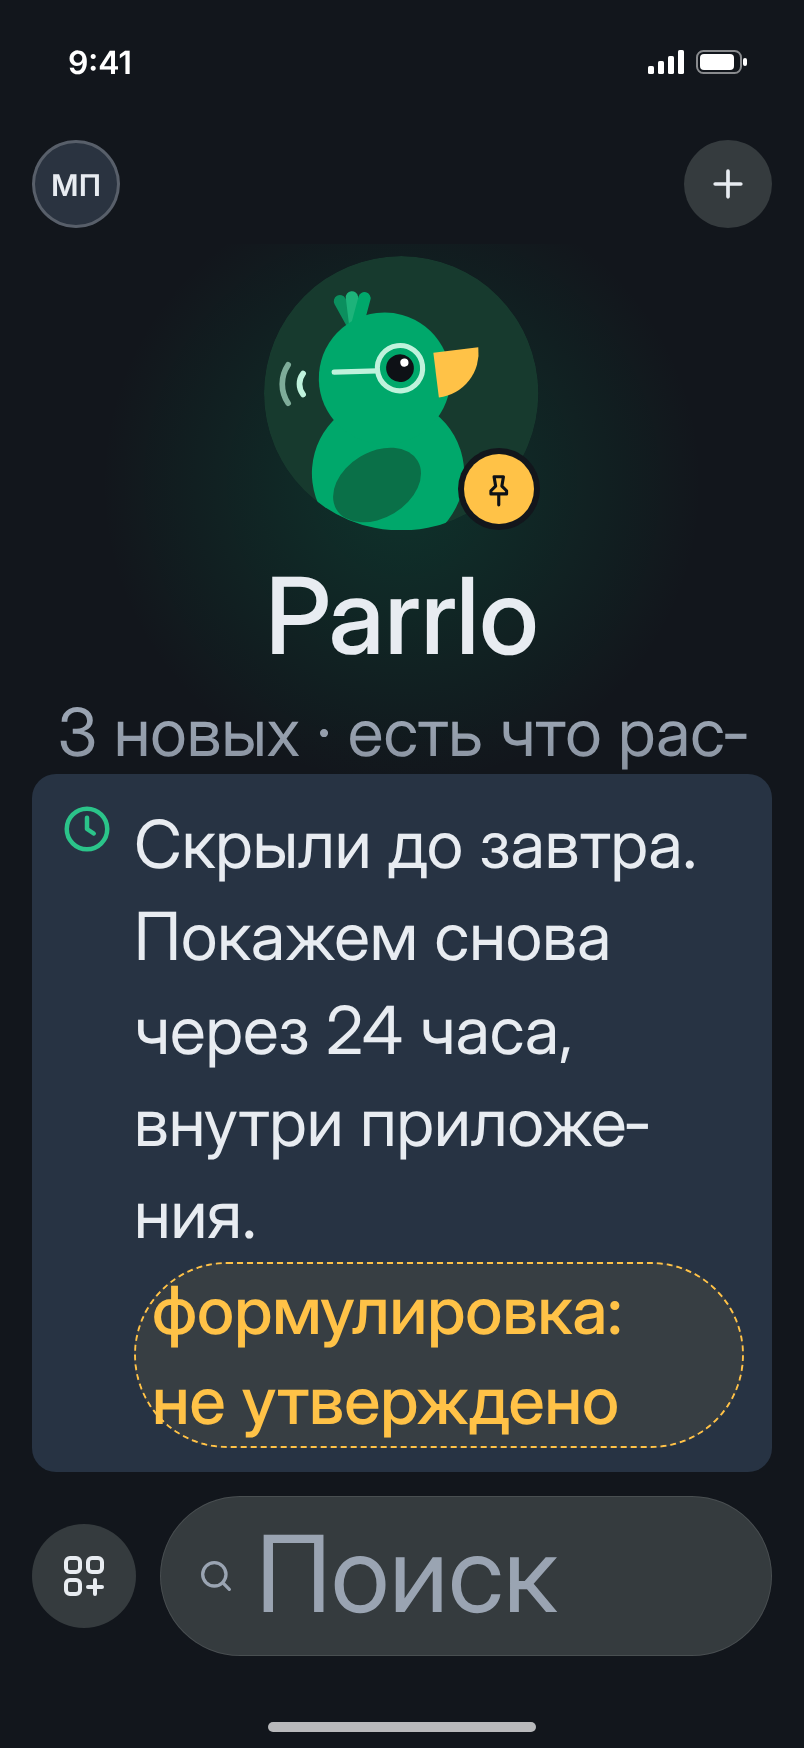 9:41
МП
Parrlo
3 новых · есть что рас-
Скрыли до завтра.
Покажем снова
через 24 часа,
внутри приложе-
ния.
формулировка:
не утверждено
Поиск